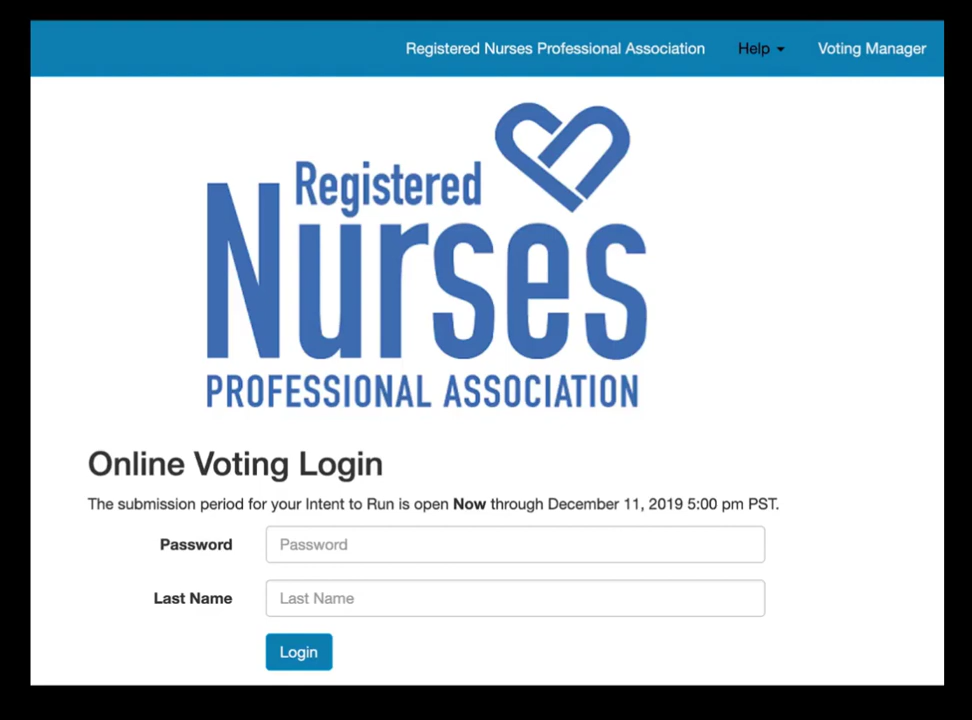 Registered Nurses Professional Association Help Voting Manager
Registered
Nurses
PROFESSIONAL ASSOCIATION
Online Voting Login
The submission period for your Intent to Run is open Now through December 11, 2019 5:00 pm PST.
Password Password
Last Name Last Name
Login